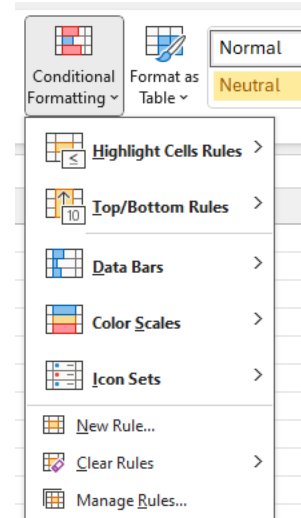 Conditional
Formatting
Format as
Table
Normal
Neutral
≤
Highlight Cells Rules
10
Top/Bottom Rules
Data Bars
Color Scales
Icon Sets
New Rule...
Clear Rules
Manage Rules...